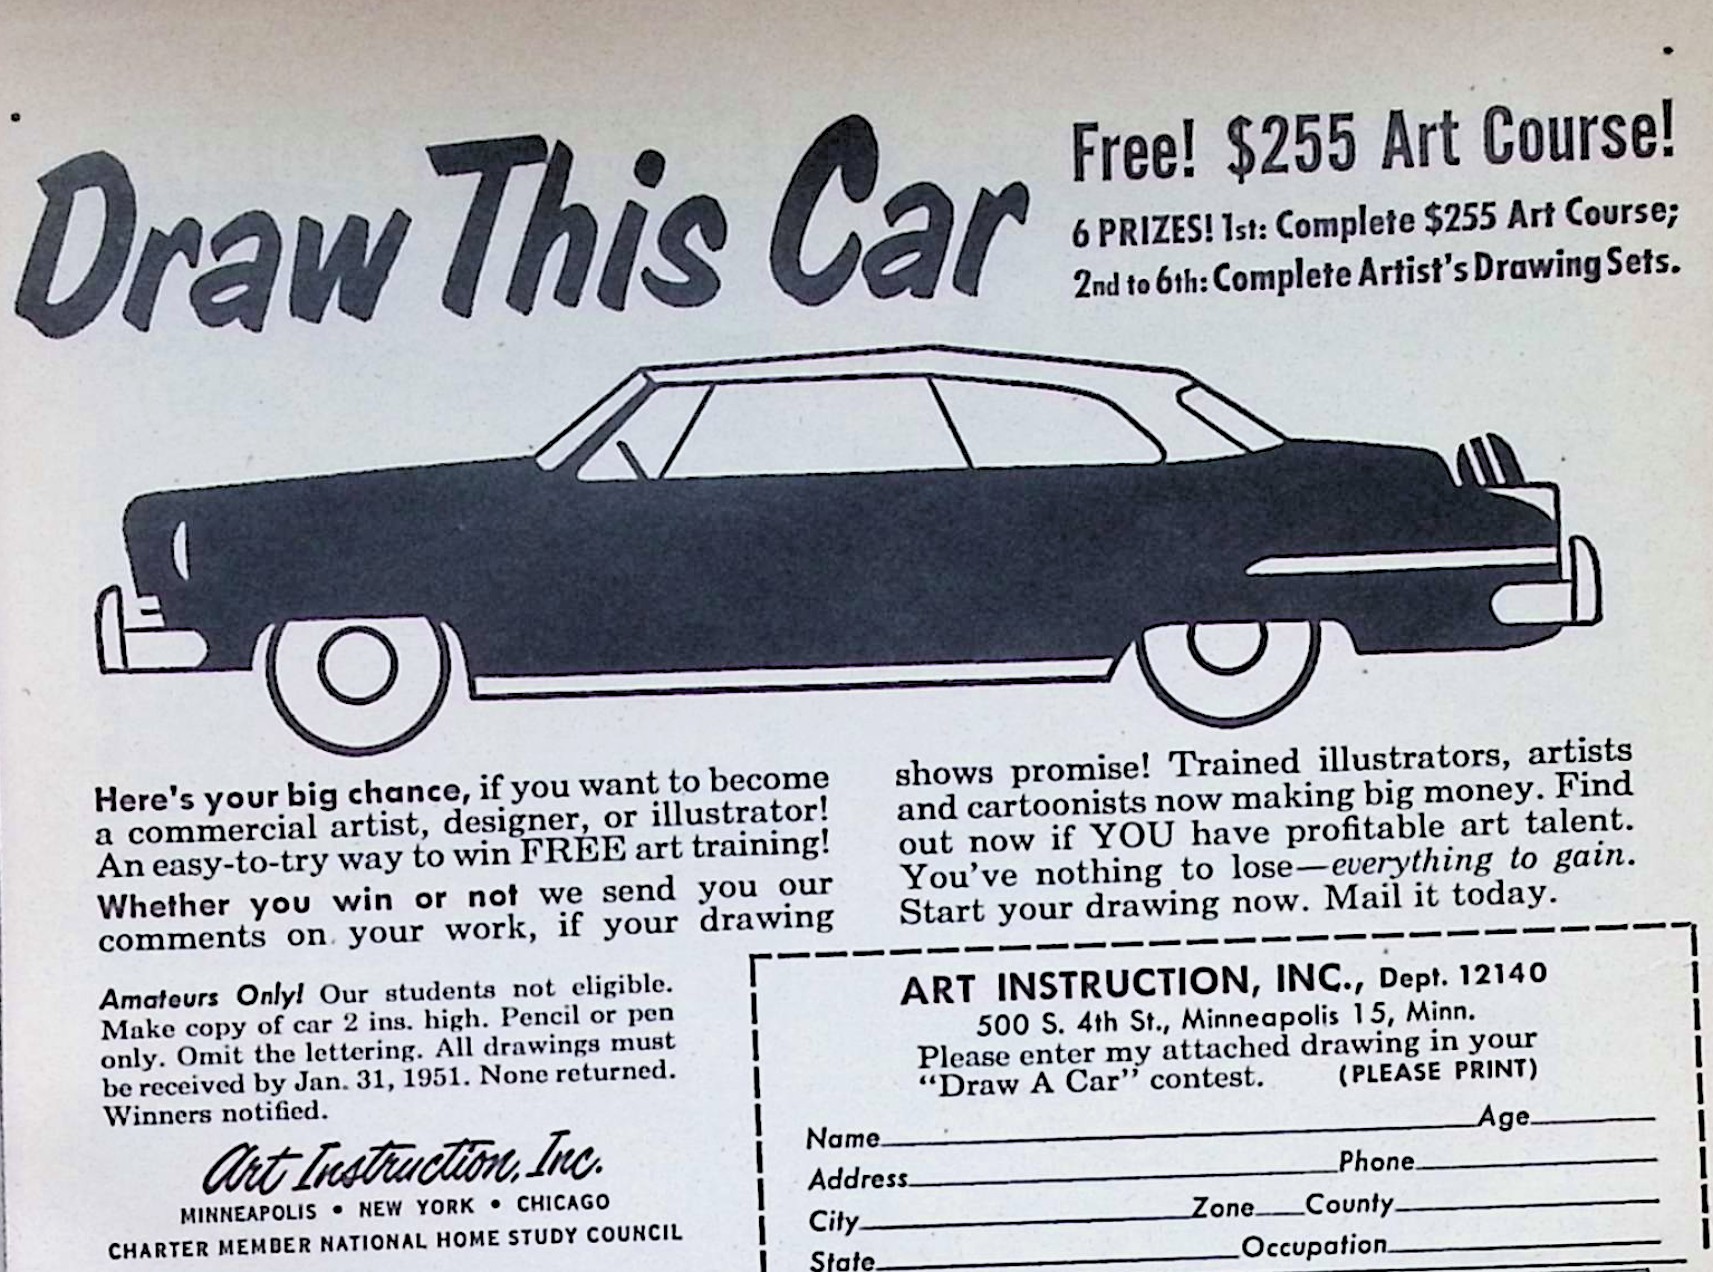 Draw This Car
Free! $255 Art Course!
6 PRIZES! 1st: Complete $255 Art Course;
2nd to 6th: Complete Artist's Drawing Sets.
Here's your big chance, if you want to become
a commercial artist, designer, or illustrator!
An easy-to-try way to win FREE art training!
Whether you win or not we send you our
comments on your work, if your drawing
shows promise! Trained illustrators, artists
and cartoonists now making big money. Find
out now if YOU have profitable art talent.
You've nothing to lose—everything to gain.
Start your drawing now. Mail it today.
Amateurs Only! Our students not eligible.
Make copy of car 2 ins. high. Pencil or pen
only. Omit the lettering. All drawings must
be received by Jan. 31, 1951. None returned.
Winners notified.
Art Instruction, Inc.
MINNEAPOLIS • NEW YORK • CHICAGO
CHARTER MEMBER NATIONAL HOME STUDY COUNCIL
ART INSTRUCTION, INC., Dept. 12140
500 S. 4th St., Minneapolis 15, Minn.
Please enter my attached drawing in your
"Draw A Car" contest. (PLEASE PRINT)
Name Age
Address Phone
City Zone County
State Occupation